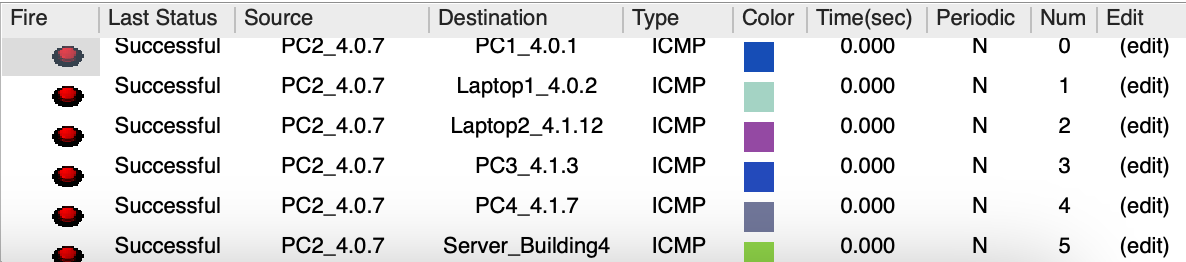 Fire Last Status Source Destination Type Color Time(sec) Periodic Num Edit
Successful PC2_4.0.7 PC1_4.0.1 ICMP 0.000 N 0 (edit)
Successful PC2_4.0.7 Laptop1_4.0.2 ICMP 0.000 N 1 (edit)
Successful PC2_4.0.7 Laptop2_4.1.12 ICMP 0.000 N 2 (edit)
Successful PC2_4.0.7 PC3_4.1.3 ICMP 0.000 N 3 (edit)
Successful PC2_4.0.7 PC4_4.1.7 ICMP 0.000 N 4 (edit)
Successful PC2_4.0.7 Server_Building4 ICMP 0.000 N 5 (edit)